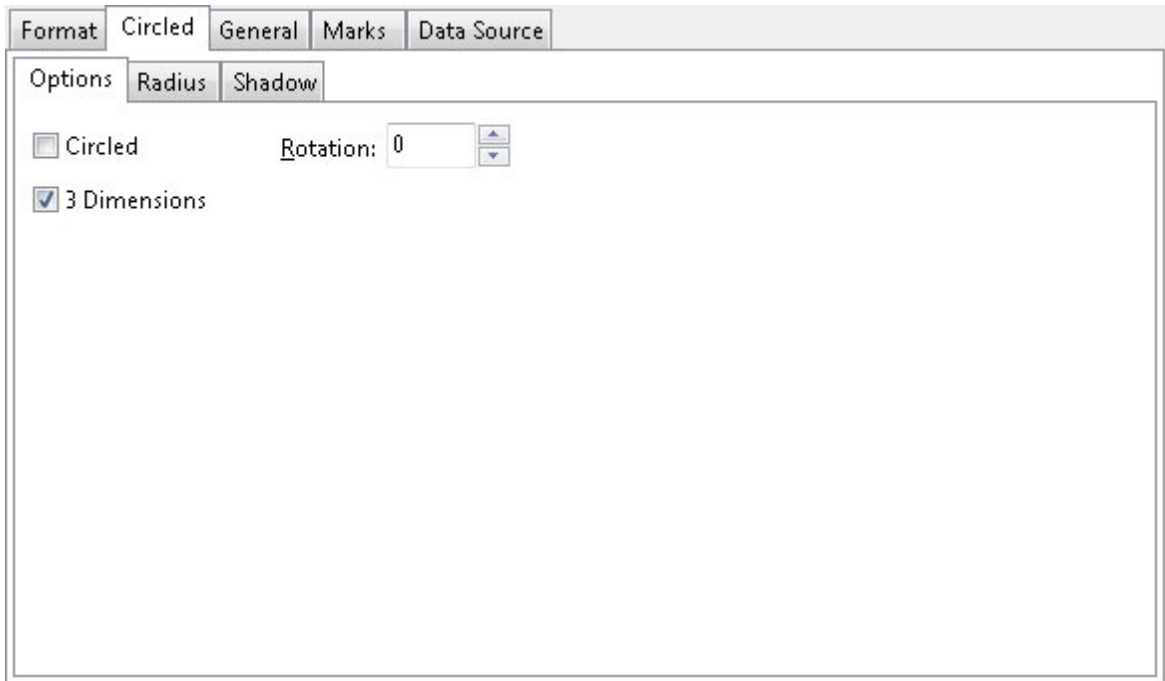 Format Circled General Marks Data Source
Options Radius Shadow
Circled Rotation: 0
3 Dimensions